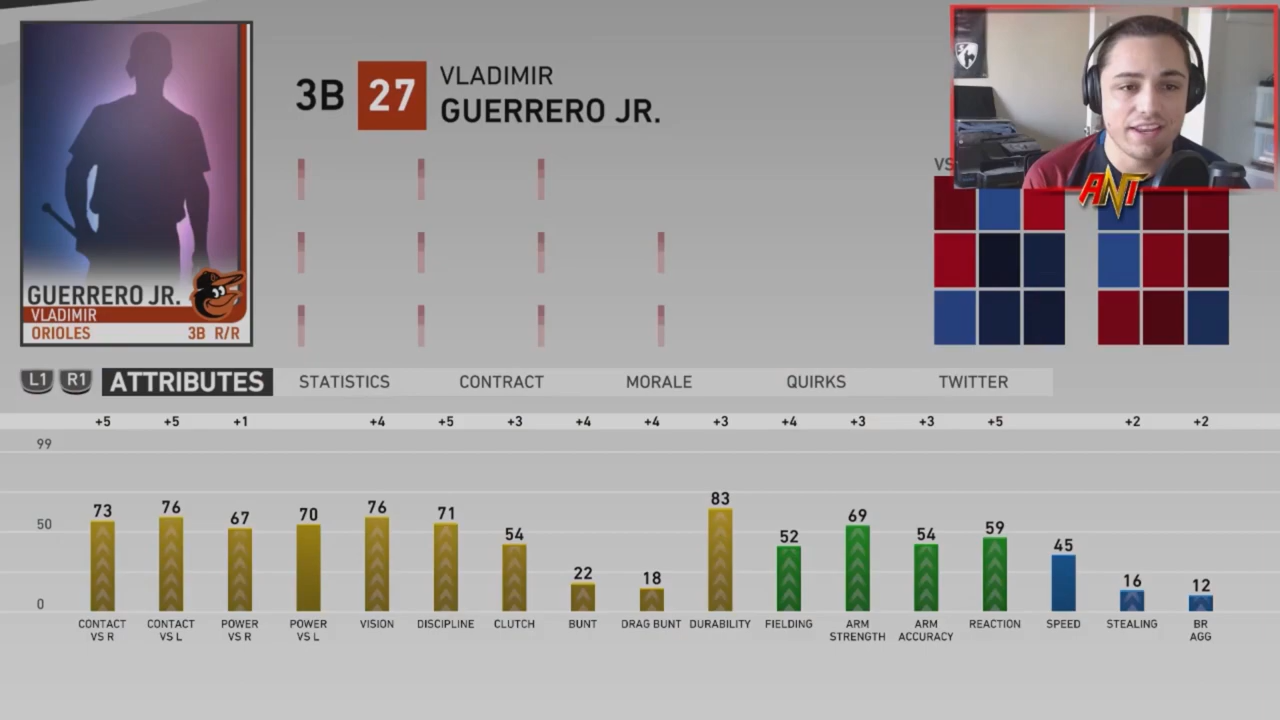 3B 27 VLADIMIR
GUERRERO JR.
GUERRERO JR.
VLADIMIR
ORIOLES 3B R/R
VS
ANT
L1 R1 ATTRIBUTES STATISTICS CONTRACT MORALE QUIRKS TWITTER
+5 +5 +1 +4 +5 +3 +4 +4 +3 +4 +3 +3 +5 +2 +2
99
50
0
73 76 67 70 76 71 54 22 18 83 52 69 54 59 45 16 12
CONTACT VS R
CONTACT VS L
POWER VS R
POWER VS L
VISION
DISCIPLINE
CLUTCH
BUNT
DRAG BUNT
DURABILITY
FIELDING
ARM STRENGTH
ARM ACCURACY
REACTION
SPEED
STEALING
BR AGG